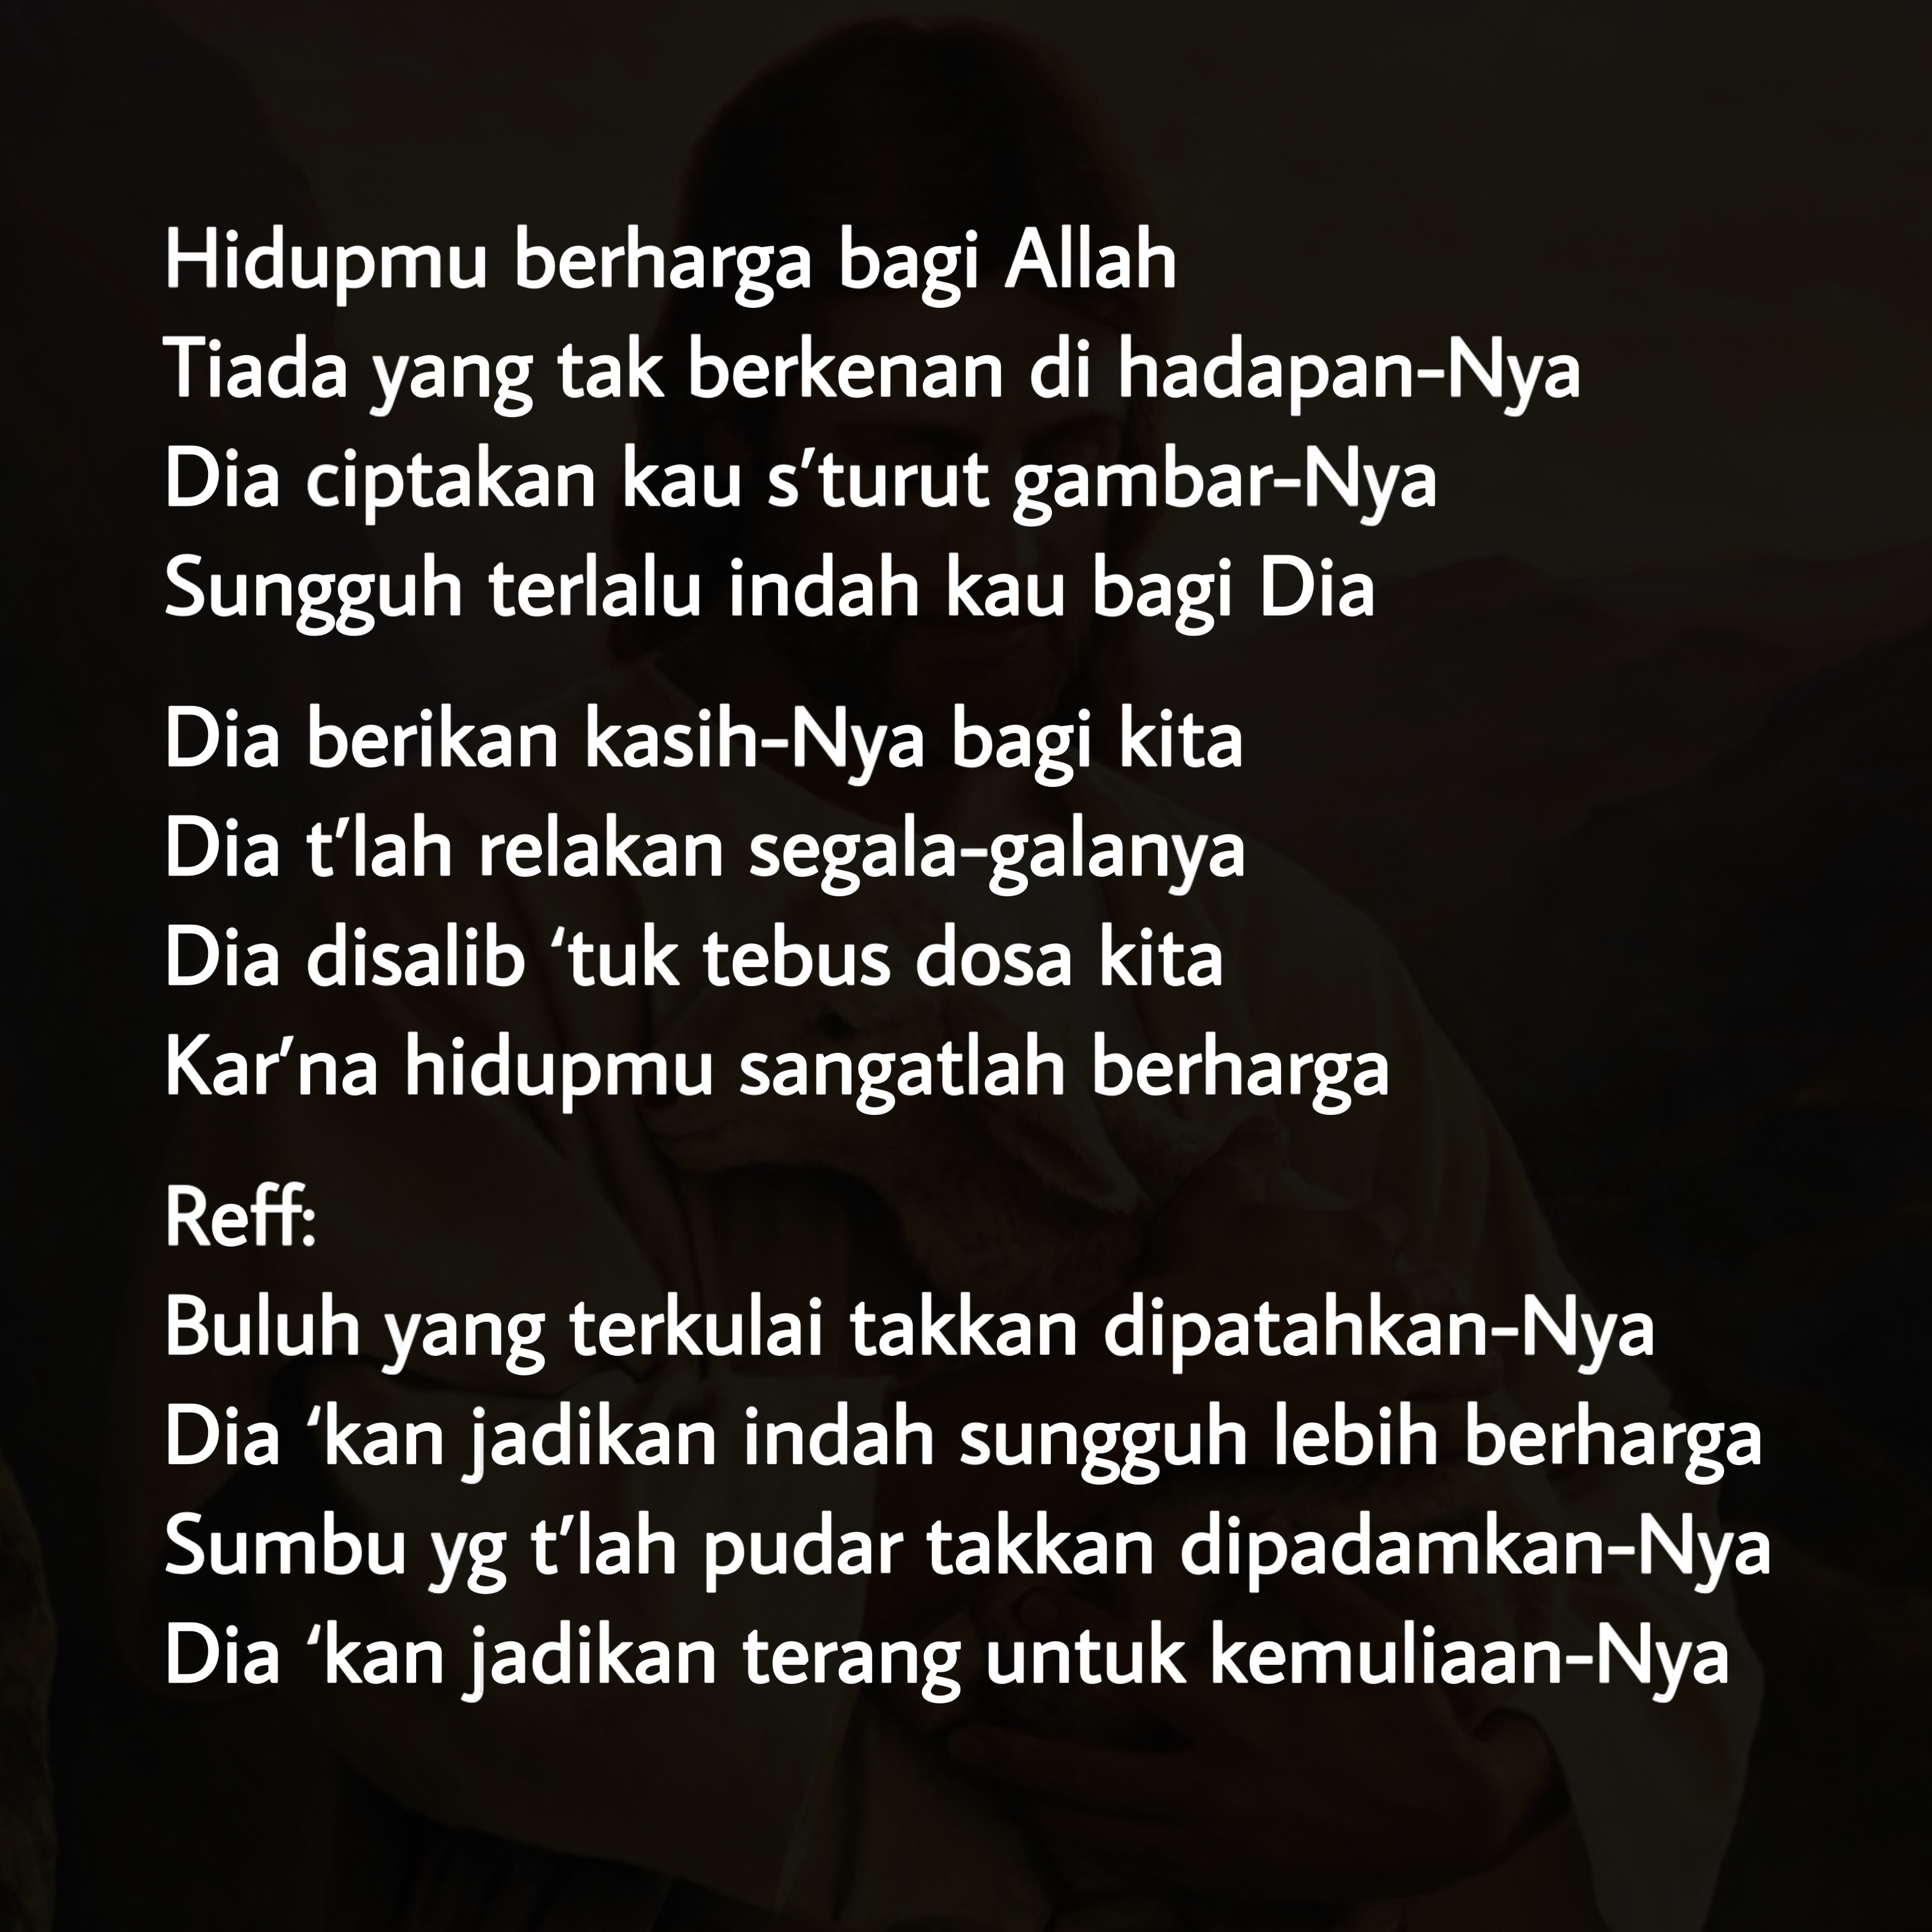 Hidupmu berharga bagi Allah
Tiada yang tak berkenan di hadapan-Nya
Dia ciptakan kau s’turut gambar-Nya
Sungguh terlalu indah kau bagi Dia
Dia berikan kasih-Nya bagi kita
Dia t’lah relakan segala-galanya
Dia disalib ‘tuk tebus dosa kita
Kar’na hidupmu sangatlah berharga
Reff:
Buluh yang terkulai takkan dipatahkan-Nya
Dia ‘kan jadikan indah sungguh lebih berharga
Sumbu yg t’lah pudar takkan dipadamkan-Nya
Dia ‘kan jadikan terang untuk kemuliaan-Nya